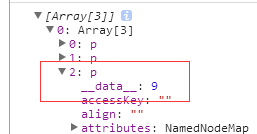 ▼ [Array[3]] i
▼ 0: Array[3]
▶ 0: p
▶ 1: p
▼ 2: p
__data__: 9
accessKey: ""
align: ""
▶ attributes: NamedNodeMap